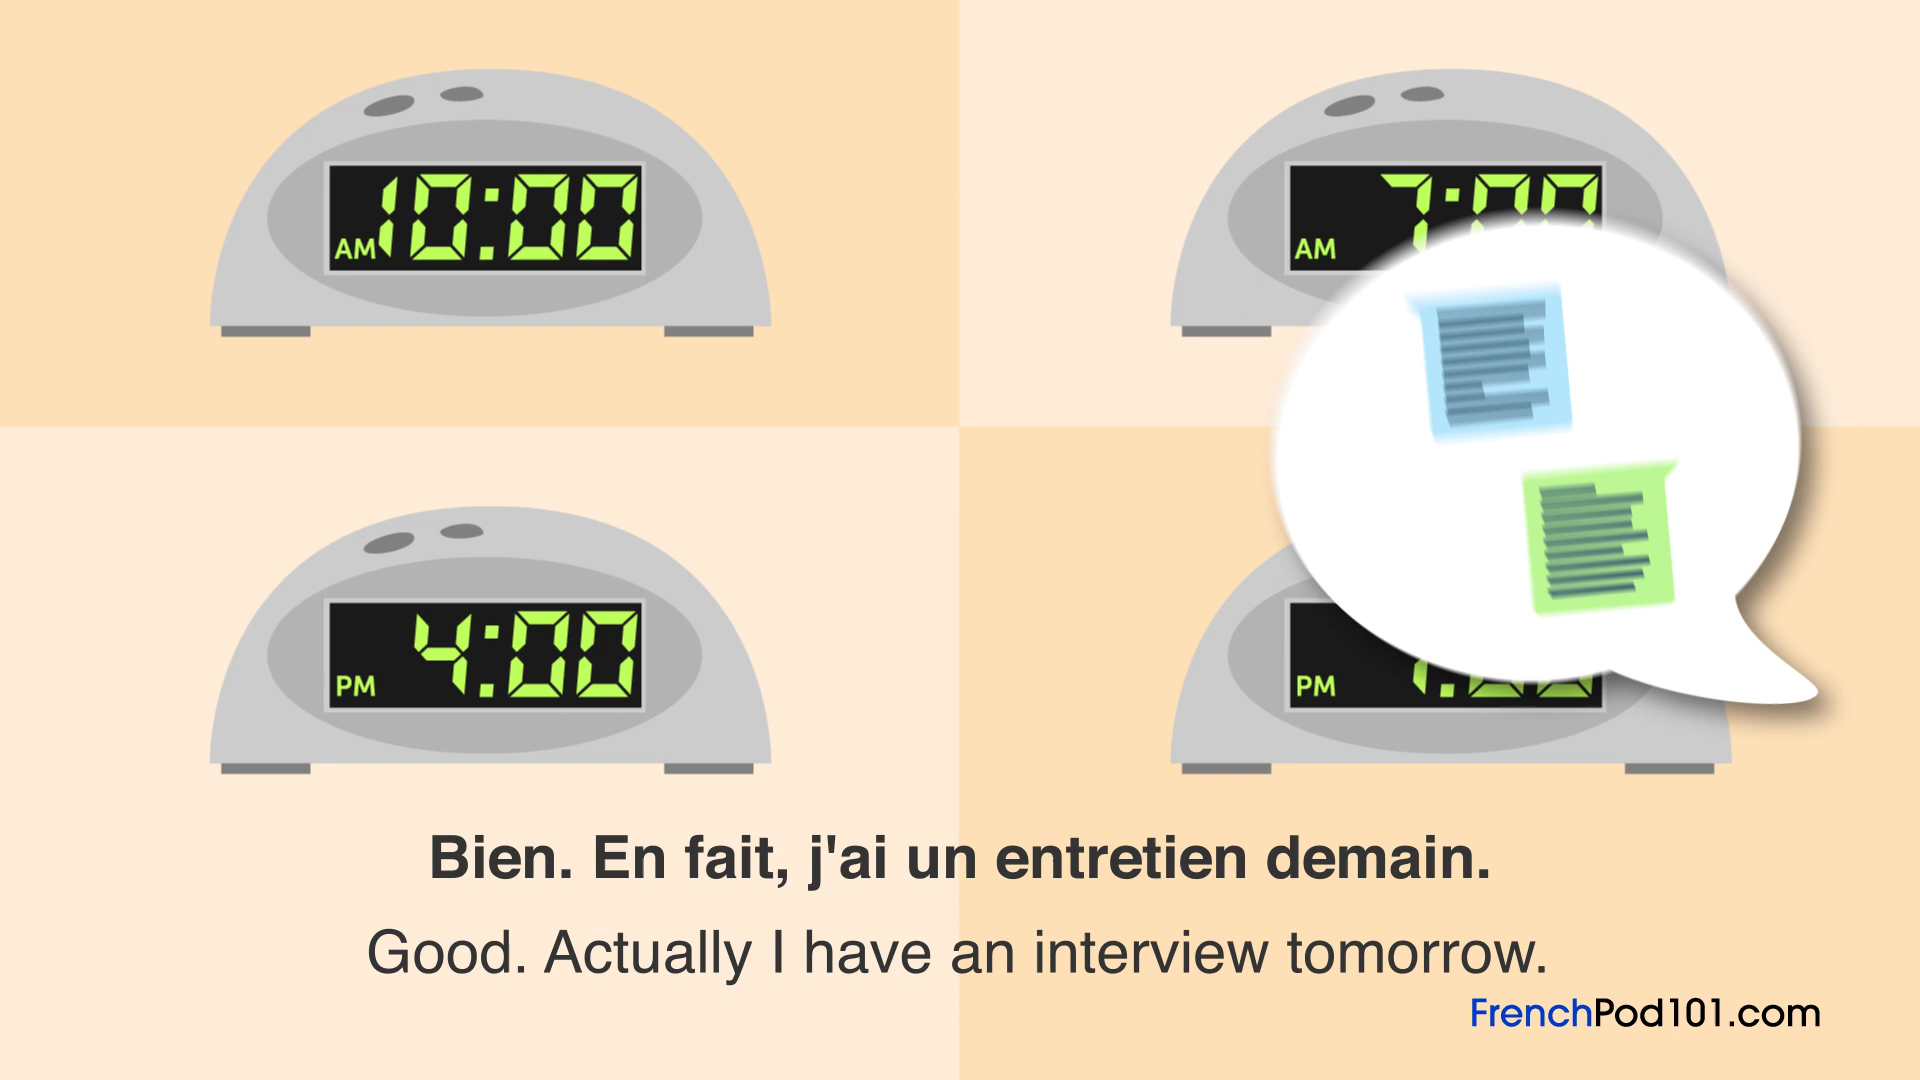 AM 10:00
AM 7:00
PM 4:00
PM
Bien. En fait, j'ai un entretien demain.
Good. Actually I have an interview tomorrow.
FrenchPod101.com